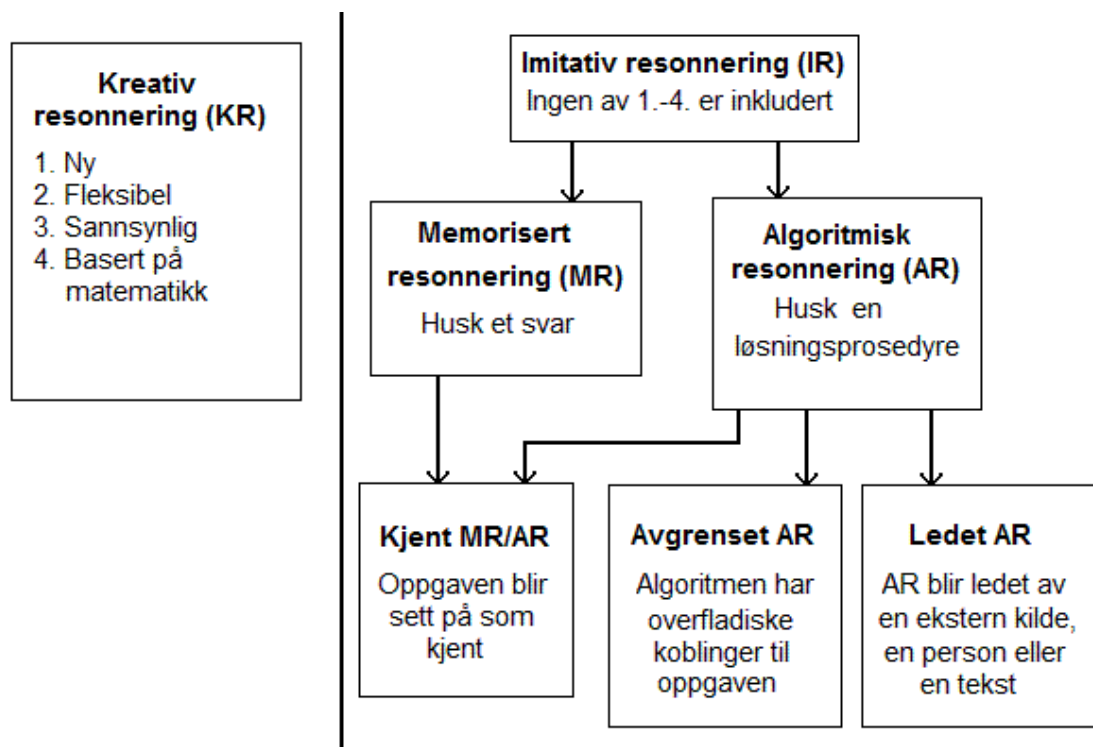 Kreativ
resonnering (KR)
1. Ny
2. Fleksibel
3. Sannsynlig
4. Basert på
matematikk
Imitativ resonnering (IR)
Ingen av 1.-4. er inkludert
Memorisert
resonnering (MR)
Husk et svar
Algoritmisk
resonnering (AR)
Husk en
løsningsprosedyre
Kjent MR/AR
Oppgaven blir
sett på som
kjent
Avgrenset AR
Algoritmen har
overfladiske
koblinger til
oppgaven
Ledet AR
AR blir ledet av
en ekstern kilde,
en person eller
en tekst